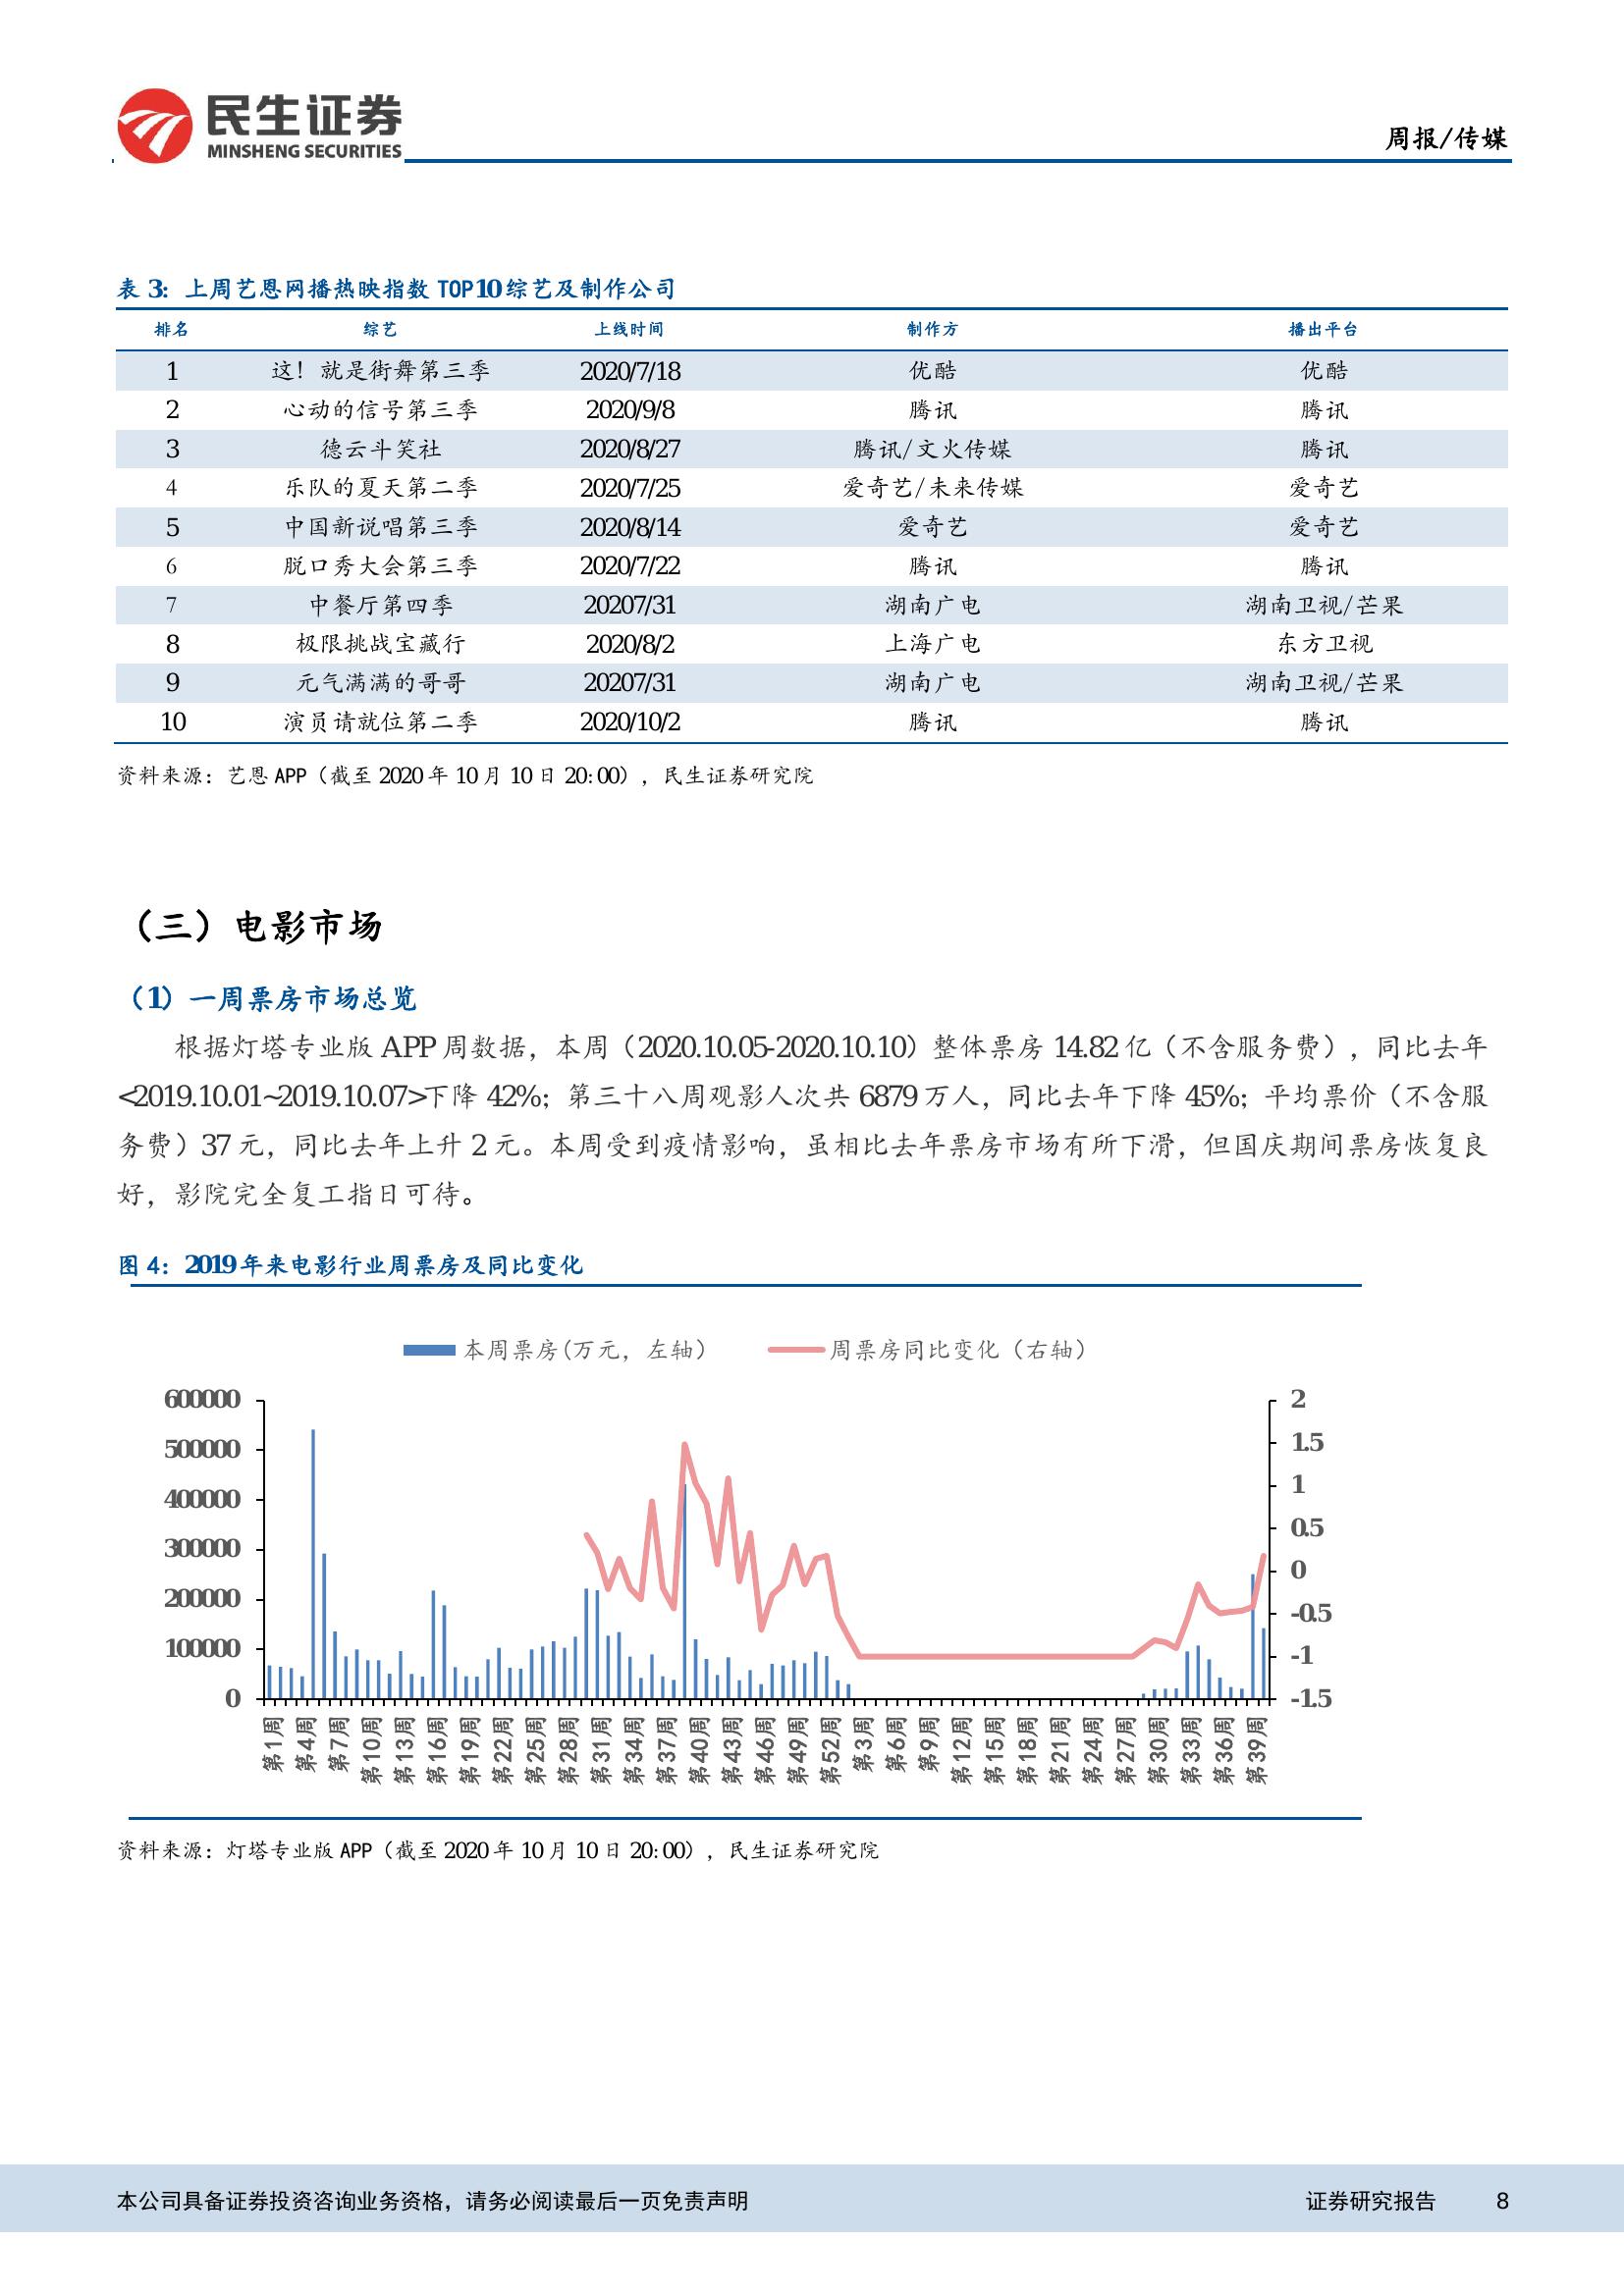 民生证券
MINSHENG SECURITIES
周报/传媒
表 3：上周艺恩网播热映指数 TOP10 综艺及制作公司
排名 综艺 上线时间 制作方 播出平台
1 这！就是街舞第三季 2020/7/18 优酷 优酷
2 心动的信号第三季 2020/9/8 腾讯 腾讯
3 德云斗笑社 2020/8/27 腾讯/文火传媒 腾讯
4 乐队的夏天第二季 2020/7/25 爱奇艺/未来传媒 爱奇艺
5 中国新说唱第三季 2020/8/14 爱奇艺 爱奇艺
6 脱口秀大会第三季 2020/7/22 腾讯 腾讯
7 中餐厅第四季 20207/31 湖南广电 湖南卫视/芒果
8 极限挑战宝藏行 2020/8/2 上海广电 东方卫视
9 元气满满的哥哥 20207/31 湖南广电 湖南卫视/芒果
10 演员请就位第二季 2020/10/2 腾讯 腾讯
资料来源：艺恩 APP（截至 2020 年 10 月 10 日 20:00），民生证券研究院
（三）电影市场
（1）一周票房市场总览
根据灯塔专业版 APP 周数据，本周（2020.10.05-2020.10.10）整体票房 14.82 亿（不含服务费），同比去年
<2019.10.01~2019.10.07>下降 42%；第三十八周观影人次共 6879 万人，同比去年下降 45%；平均票价（不含服
务费）37 元，同比去年上升 2 元。本周受到疫情影响，虽相比去年票房市场有所下滑，但国庆期间票房恢复良
好，影院完全复工指日可待。
图 4：2019 年来电影行业周票房及同比变化
本周票房(万元，左轴） 周票房同比变化（右轴）
600000 2
500000 1.5
400000 1
300000 0.5
200000 0
100000 -0.5
0 -1
-1.5
第1周 第4周 第7周 第10周 第13周 第16周 第19周 第22周 第25周 第28周 第31周 第34周 第37周 第40周 第43周 第46周 第49周 第52周 第3周 第6周 第9周 第12周 第15周 第18周 第21周 第24周 第27周 第30周 第33周 第36周 第39周
资料来源：灯塔专业版 APP（截至 2020 年 10 月 10 日 20:00），民生证券研究院
本公司具备证券投资咨询业务资格，请务必阅读最后一页免责声明 证券研究报告 8